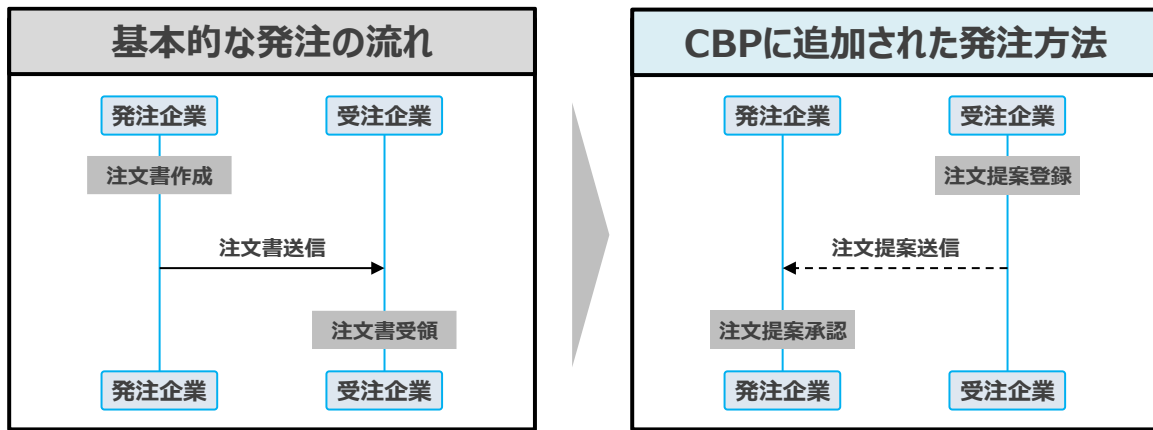 基本的な発注の流れ
発注企業
受注企業
注文書作成
注文書送信
注文書受領
発注企業
受注企業
CBPに追加された発注方法
発注企業
受注企業
注文提案登録
注文提案送信
注文提案承認
発注企業
受注企業